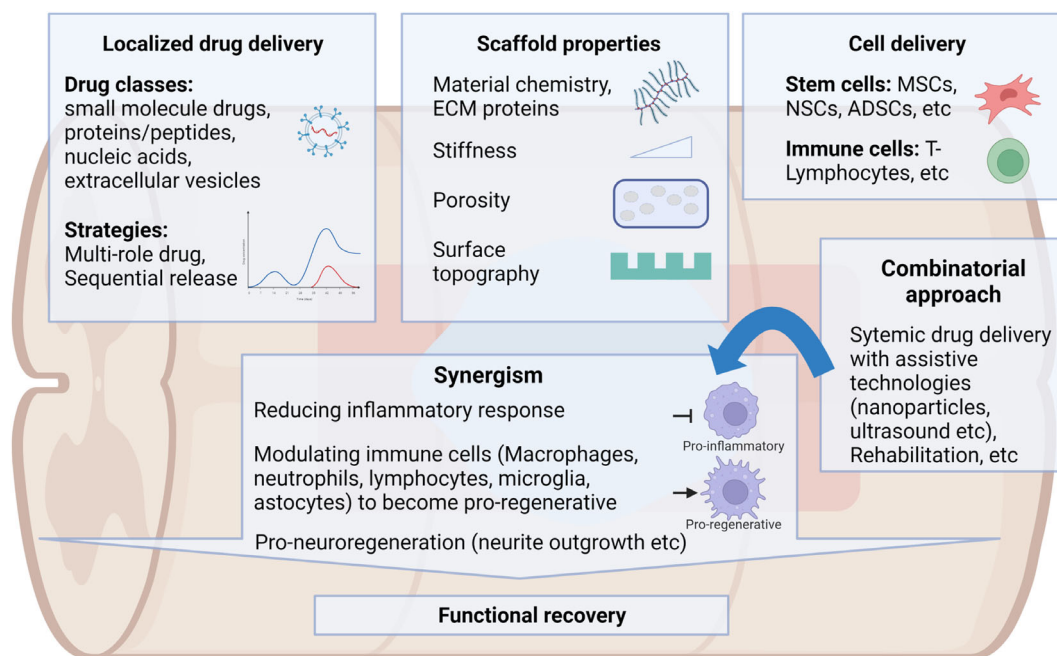 Localized drug delivery
Drug classes:
small molecule drugs,
proteins/peptides,
nucleic acids,
extracellular vesicles
Strategies:
Multi-role drug,
Sequential release
Scaffold properties
Material chemistry,
ECM proteins
Stiffness
Porosity
Surface
topography
Cell delivery
Stem cells: MSCs,
NSCs, ADSCs, etc
Immune cells: T-
Lymphocytes, etc
Combinatorial
approach
Sytemic drug delivery
with assistive
technologies
(nanoparticles,
ultrasound etc),
Rehabilitation, etc
Synergism
Reducing inflammatory response
Pro-inflammatory
Modulating immune cells (Macrophages,
neutrophils, lymphocytes, microglia,
astocytes) to become pro-regenerative
Pro-regenerative
Pro-neuroregeneration (neurite outgrowth etc)
Functional recovery